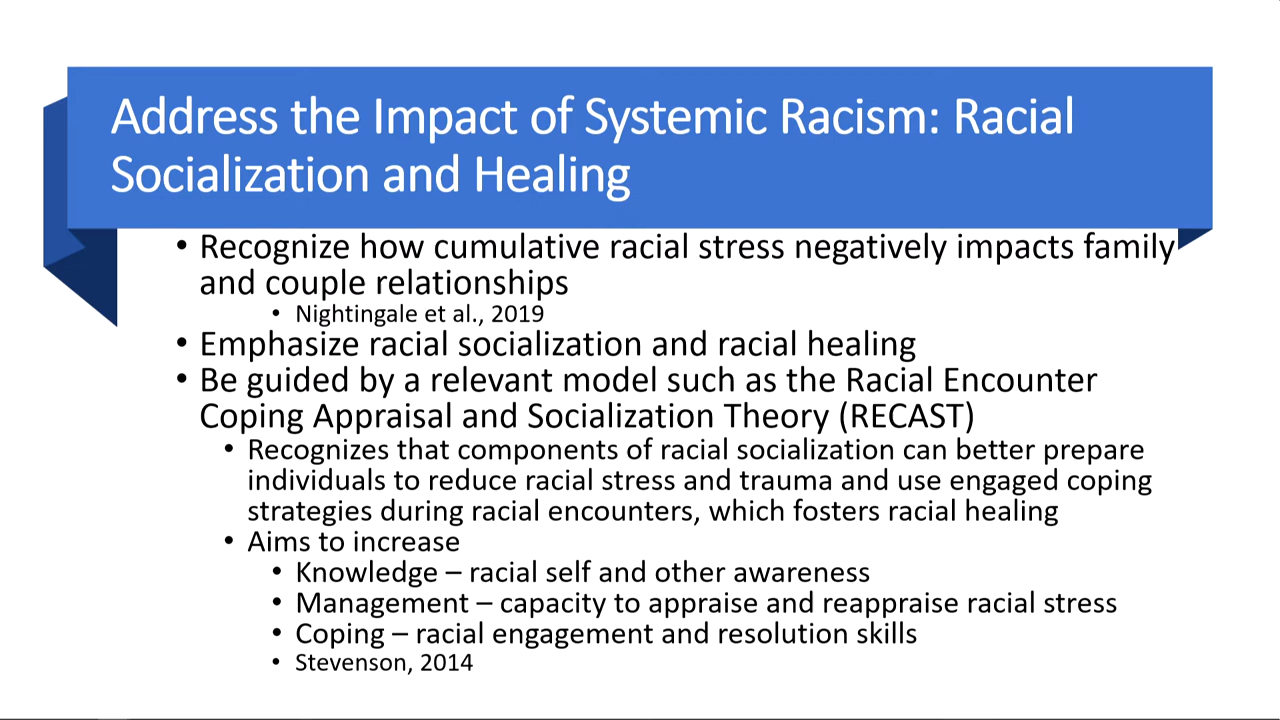 Address the Impact of Systemic Racism: Racial
Socialization and Healing
• Recognize how cumulative racial stress negatively impacts family
and couple relationships
• Nightingale et al., 2019
• Emphasize racial socialization and racial healing
• Be guided by a relevant model such as the Racial Encounter
Coping Appraisal and Socialization Theory (RECAST)
• Recognizes that components of racial socialization can better prepare
individuals to reduce racial stress and trauma and use engaged coping
strategies during racial encounters, which fosters racial healing
• Aims to increase
• Knowledge – racial self and other awareness
• Management – capacity to appraise and reappraise racial stress
• Coping – racial engagement and resolution skills
• Stevenson, 2014